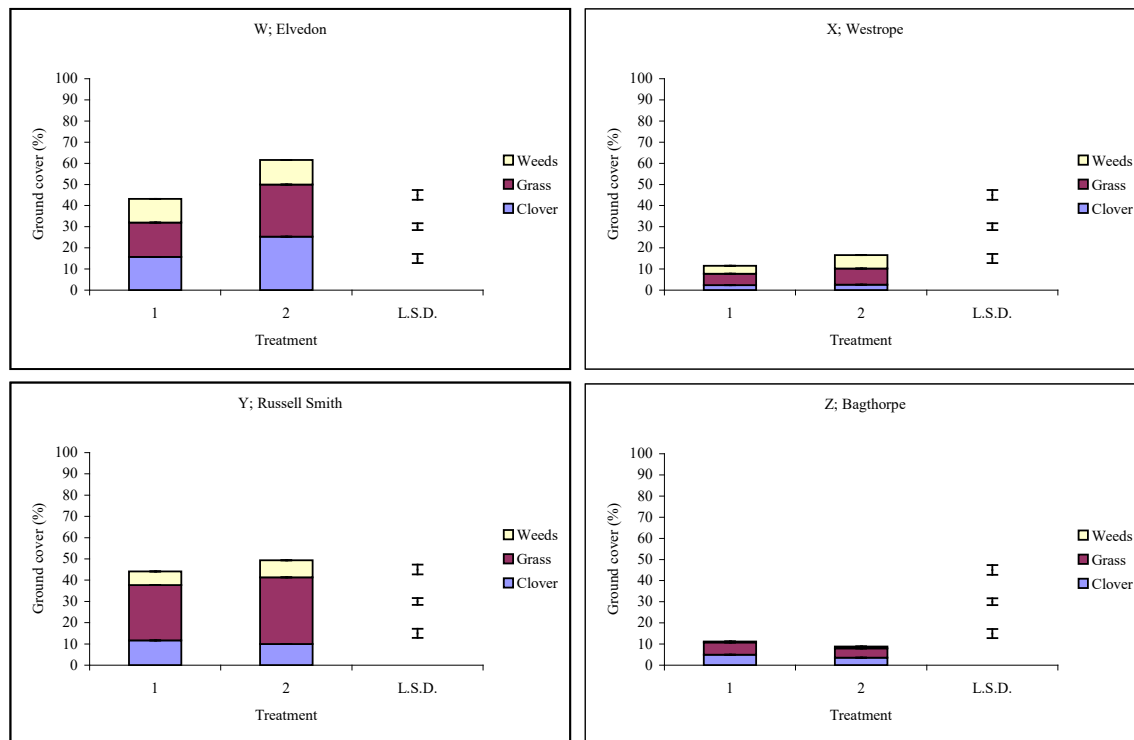 W; Elvedon
100
90
80
70
60
50
40
30
20
10
0
Ground cover (%)
1 2 L.S.D.
Treatment
Weeds
Grass
Clover
X; Westrope
100
90
80
70
60
50
40
30
20
10
0
Ground cover (%)
1 2 L.S.D.
Treatment
Weeds
Grass
Clover
Y; Russell Smith
100
90
80
70
60
50
40
30
20
10
0
Ground cover (%)
1 2 L.S.D.
Treatment
Weeds
Grass
Clover
Z; Bagthorpe
100
90
80
70
60
50
40
30
20
10
0
Ground cover (%)
1 2 L.S.D.
Treatment
Weeds
Grass
Clover